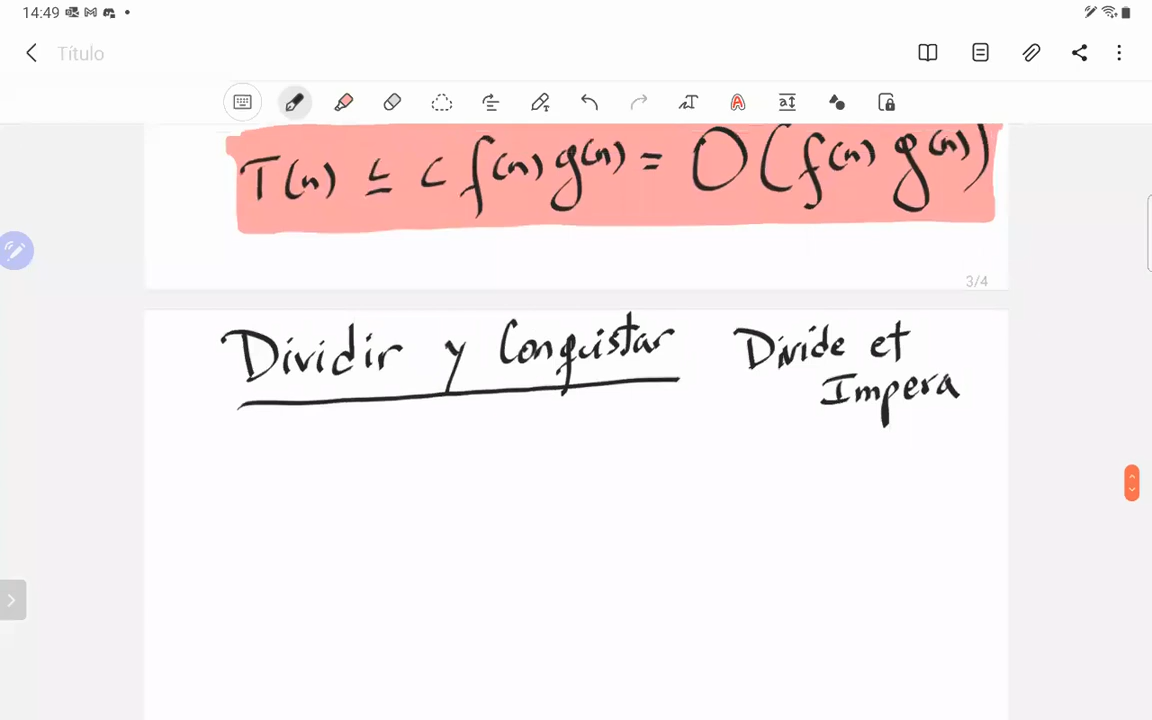 14:49
Título
T(n) ≤ c f(n) g(n) = O(f(n) g(n))
3/4
Dividir y Conquistar Divide et
Impera